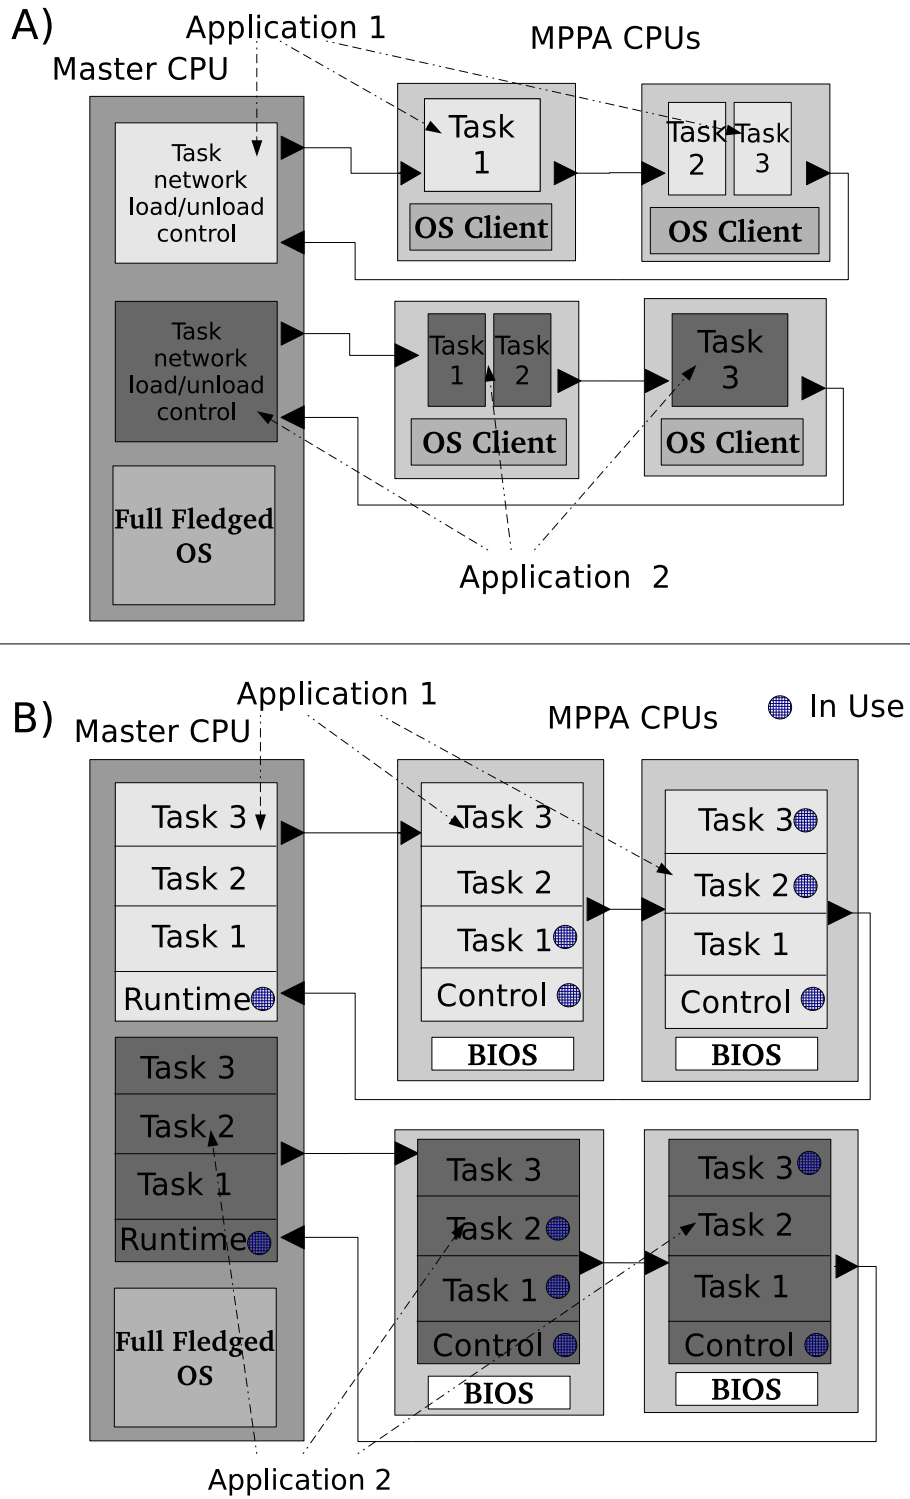 A)
Application 1
MPPA CPUs
Master CPU
Task
network
load/unload
control
Task
1
OS Client
Task
2
Task
3
OS Client
Task
network
load/unload
control
Task
1
Task
2
OS Client
Task
3
OS Client
Full Fledged
OS
Application 2
B)
Application 1
MPPA CPUs
In Use
Master CPU
Task 3
Task 2
Task 1
Runtime
Task 3
Task 2
Task 1
Control
BIOS
Task 3
Task 2
Task 1
Control
BIOS
Task 3
Task 2
Task 1
Runtime
Task 3
Task 2
Task 1
Control
BIOS
Task 3
Task 2
Task 1
Control
BIOS
Full Fledged
OS
Application 2